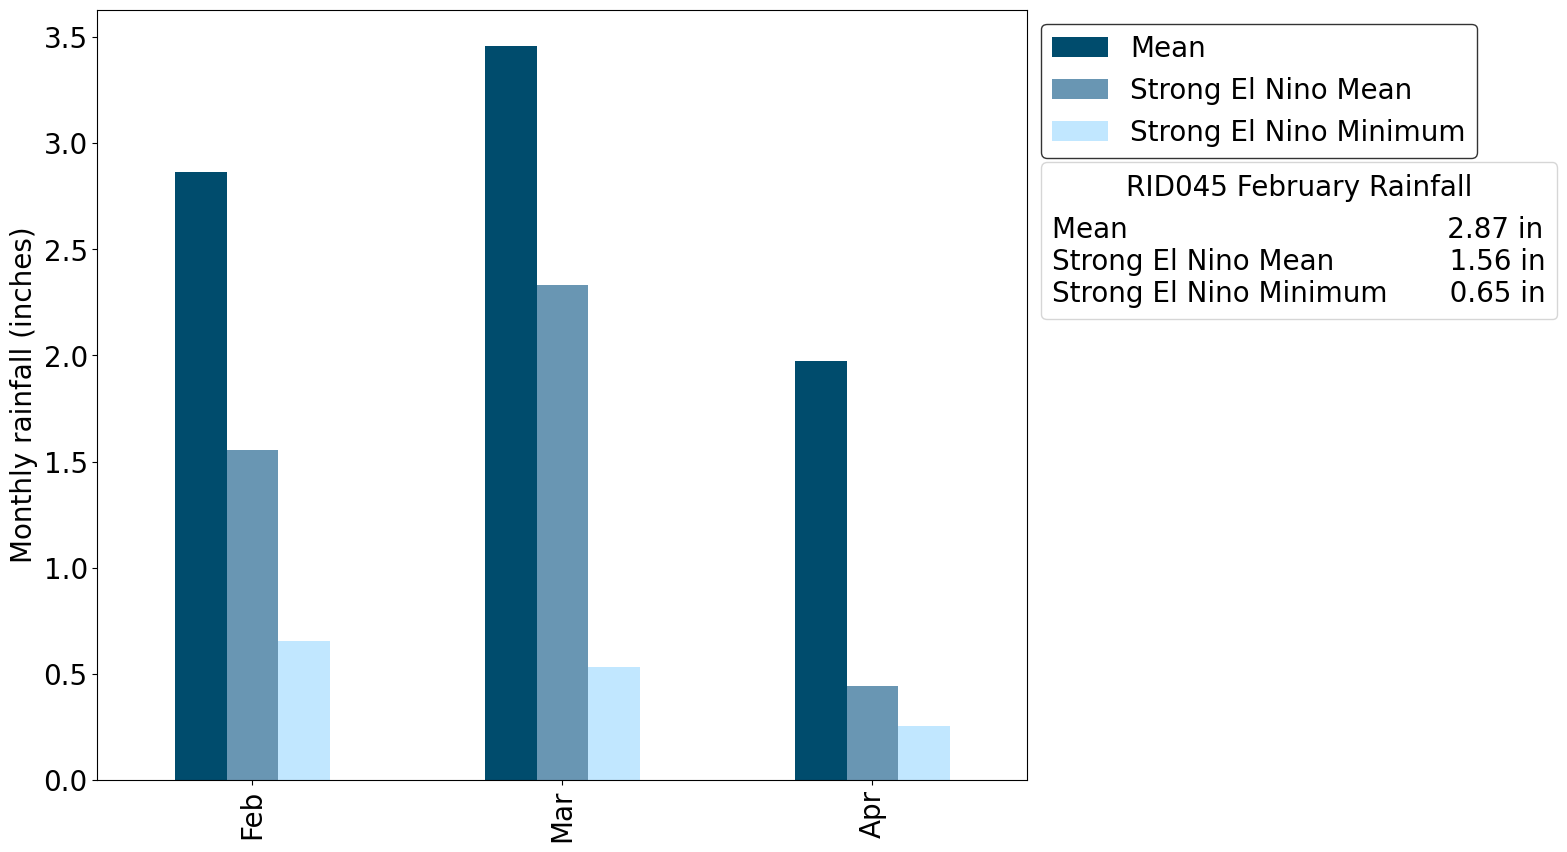 3.5
3.0
2.5
2.0
1.5
1.0
0.5
0.0
Monthly rainfall (inches)
Feb
Mar
Apr
Mean
Strong El Nino Mean
Strong El Nino Minimum
RID045 February Rainfall
Mean 2.87 in
Strong El Nino Mean 1.56 in
Strong El Nino Minimum 0.65 in